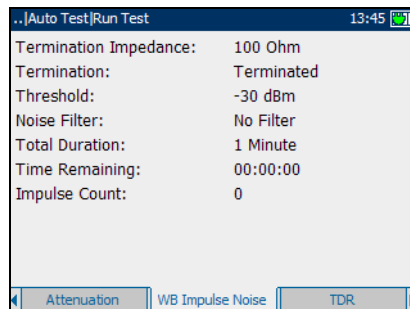 ..|Auto Test|Run Test 13:45
Termination Impedance: 100 Ohm
Termination: Terminated
Threshold: -30 dBm
Noise Filter: No Filter
Total Duration: 1 Minute
Time Remaining: 00:00:00
Impulse Count: 0
Attenuation WB Impulse Noise TDR